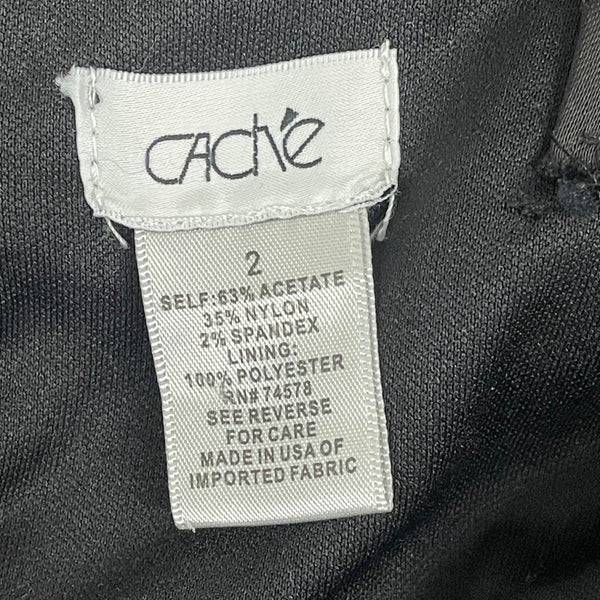 CACHé
2
SELF:63% ACETATE
35% NYLON
2% SPANDEX
LINING:
100% POLYESTER
RN# 74578
SEE REVERSE
FOR CARE
MADE IN USA OF
IMPORTED FABRIC